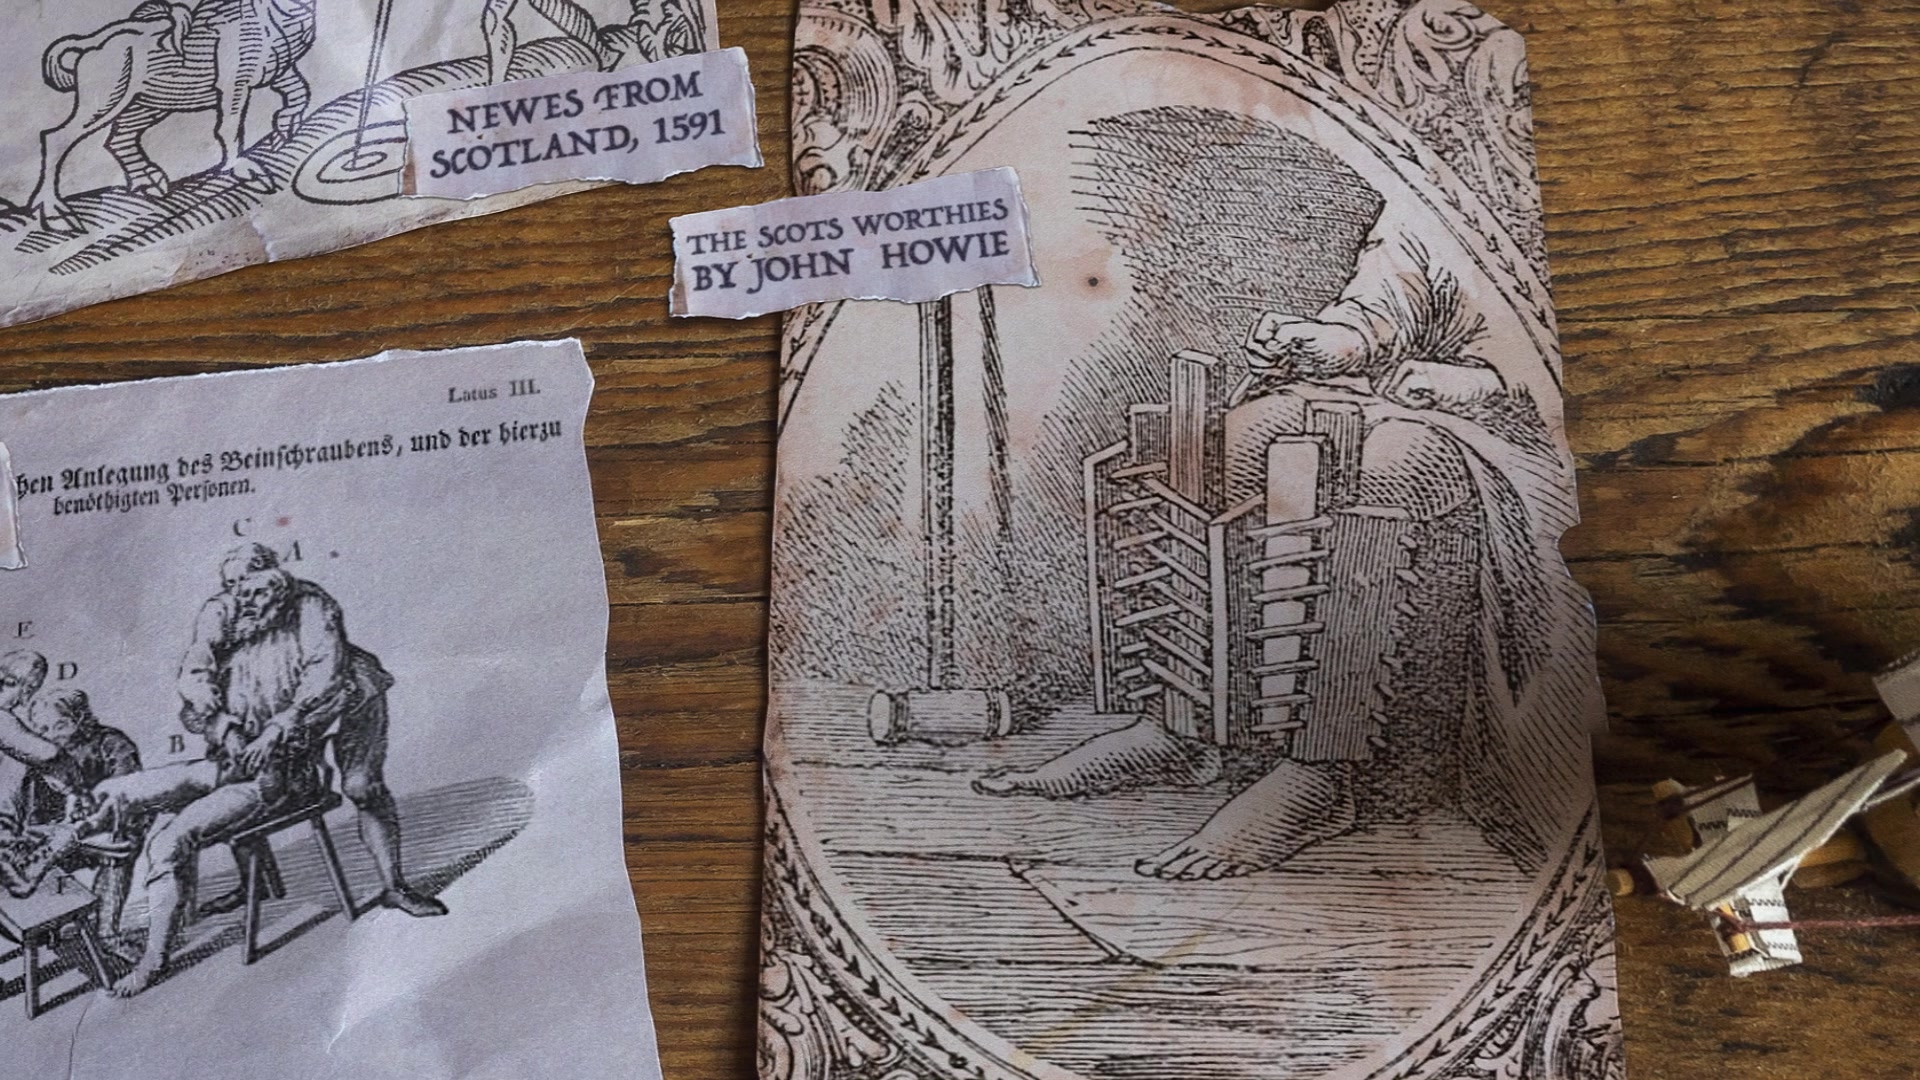 NEWES FROM
SCOTLAND, 1591
THE SCOTS WORTHIES
BY JOHN HOWIE
Latus III.
hen Anlegung des Beinschraubens, und der hierzu
benöthigten Personen.
C
A
E
D
B
F